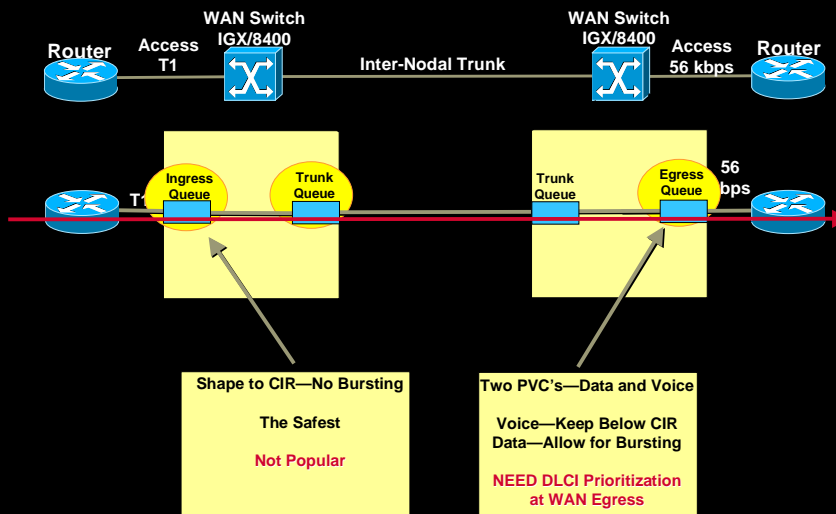 WAN Switch
IGX/8400
WAN Switch
IGX/8400
Router
Access
T1
Inter-Nodal Trunk
Access
56 kbps
Router
T1
Ingress
Queue
Trunk
Queue
Trunk
Queue
Egress
Queue
56
Shape to CIR—No Bursting
The Safest
Not Popular
Two PVC's—Data and Voice
Voice—Keep Below CIR
Data—Allow for Bursting
NEED DLCI Prioritization
at WAN Egress